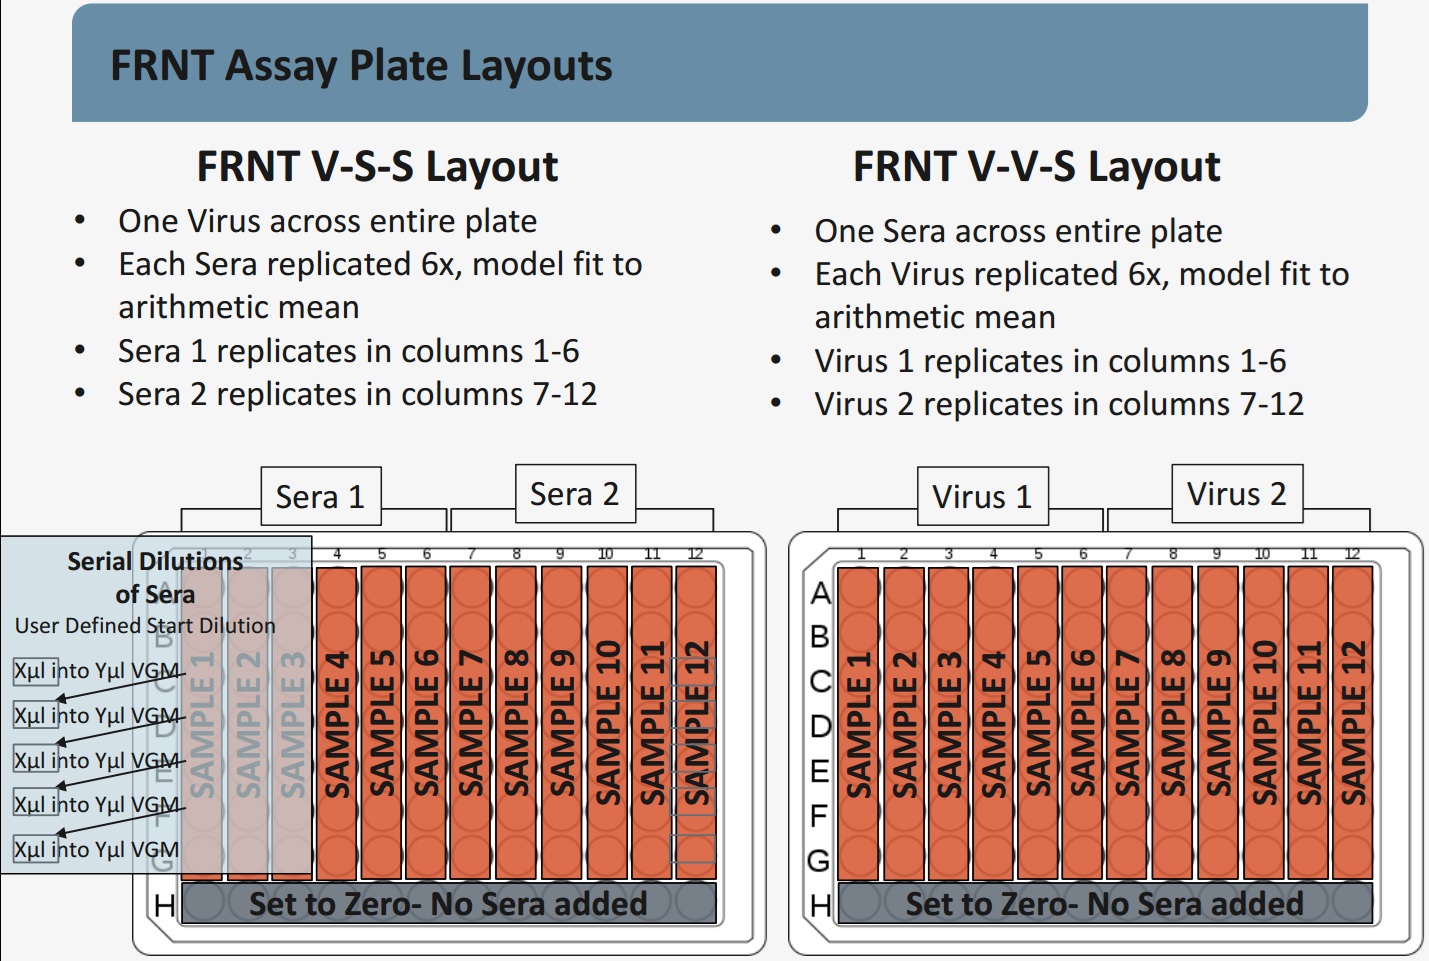 FRNT Assay Plate Layouts
FRNT V-S-S Layout
• One Virus across entire plate
• Each Sera replicated 6x, model fit to
arithmetic mean
• Sera 1 replicates in columns 1-6
• Sera 2 replicates in columns 7-12
FRNT V-V-S Layout
• One Sera across entire plate
• Each Virus replicated 6x, model fit to
arithmetic mean
• Virus 1 replicates in columns 1-6
• Virus 2 replicates in columns 7-12
Sera 1
Sera 2
1 2 3 4 5 6 7 8 9 10 11 12
Serial Dilutions
of Sera
User Defined Start Dilution
Xµl into Yµl VGM
Xµl into Yµl VGM
Xµl into Yµl VGM
Xµl into Yµl VGM
Xµl into Yµl VGM
A
B
C
D
E
F
G
H
SAMPLE 1
SAMPLE 2
SAMPLE 3
SAMPLE 4
SAMPLE 5
SAMPLE 6
SAMPLE 7
SAMPLE 8
SAMPLE 9
SAMPLE 10
SAMPLE 11
SAMPLE 12
Set to Zero- No Sera added
Virus 1
Virus 2
1 2 3 4 5 6 7 8 9 10 11 12
A
B
C
D
E
F
G
H
SAMPLE 1
SAMPLE 2
SAMPLE 3
SAMPLE 4
SAMPLE 5
SAMPLE 6
SAMPLE 7
SAMPLE 8
SAMPLE 9
SAMPLE 10
SAMPLE 11
SAMPLE 12
Set to Zero- No Sera added